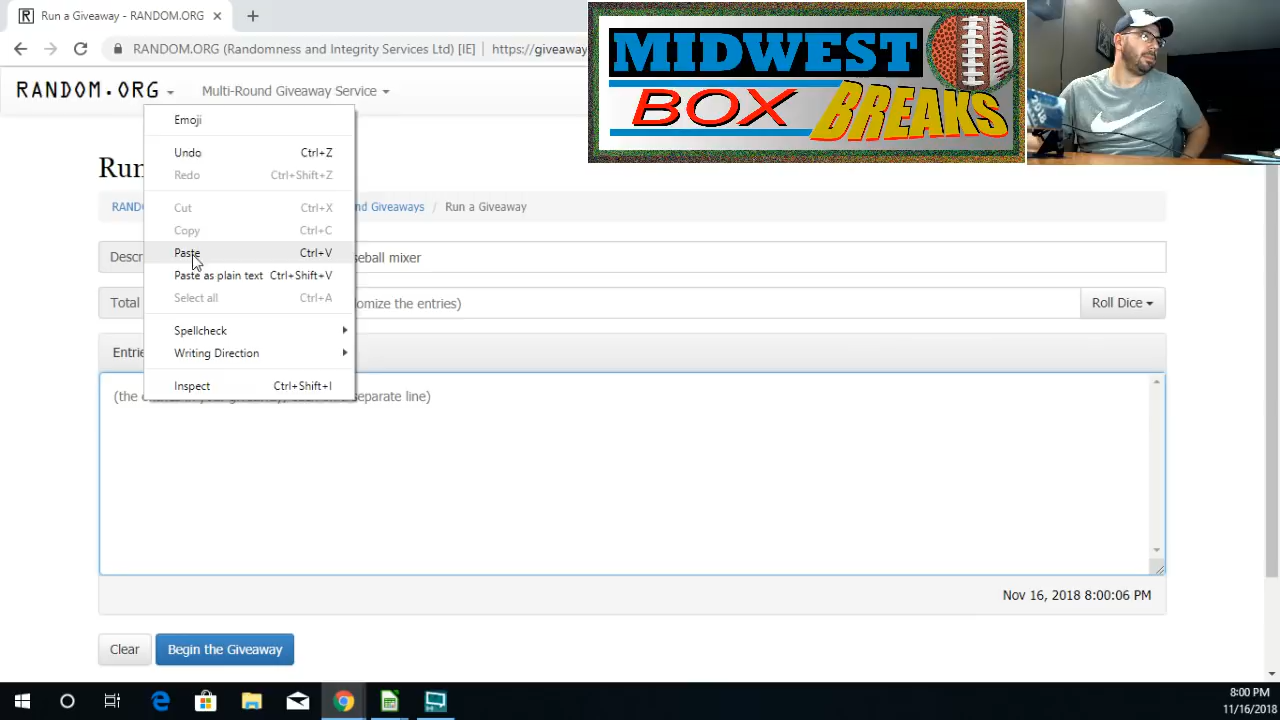 Run a Giveaway - RANDOM.ORG
RANDOM.ORG (Randomness and Integrity Services Ltd) [IE]
https://giveaway
MIDWEST
BOX
BREAKS
RANDOM.ORG
Multi-Round Giveaway Service
Emoji
Undo Ctrl+Z
Redo Ctrl+Shift+Z
Cut Ctrl+X
Copy Ctrl+C
Paste Ctrl+V
Paste as plain text Ctrl+Shift+V
Select all Ctrl+A
Spellcheck
Writing Direction
Inspect Ctrl+Shift+I
Run
RAND
nd Giveaways / Run a Giveaway
Descr
seball mixer
Total
omize the entries)
Roll Dice
Entrie
(the
eparate line)
Nov 16, 2018 8:00:06 PM
Clear
Begin the Giveaway
8:00 PM
11/16/2018